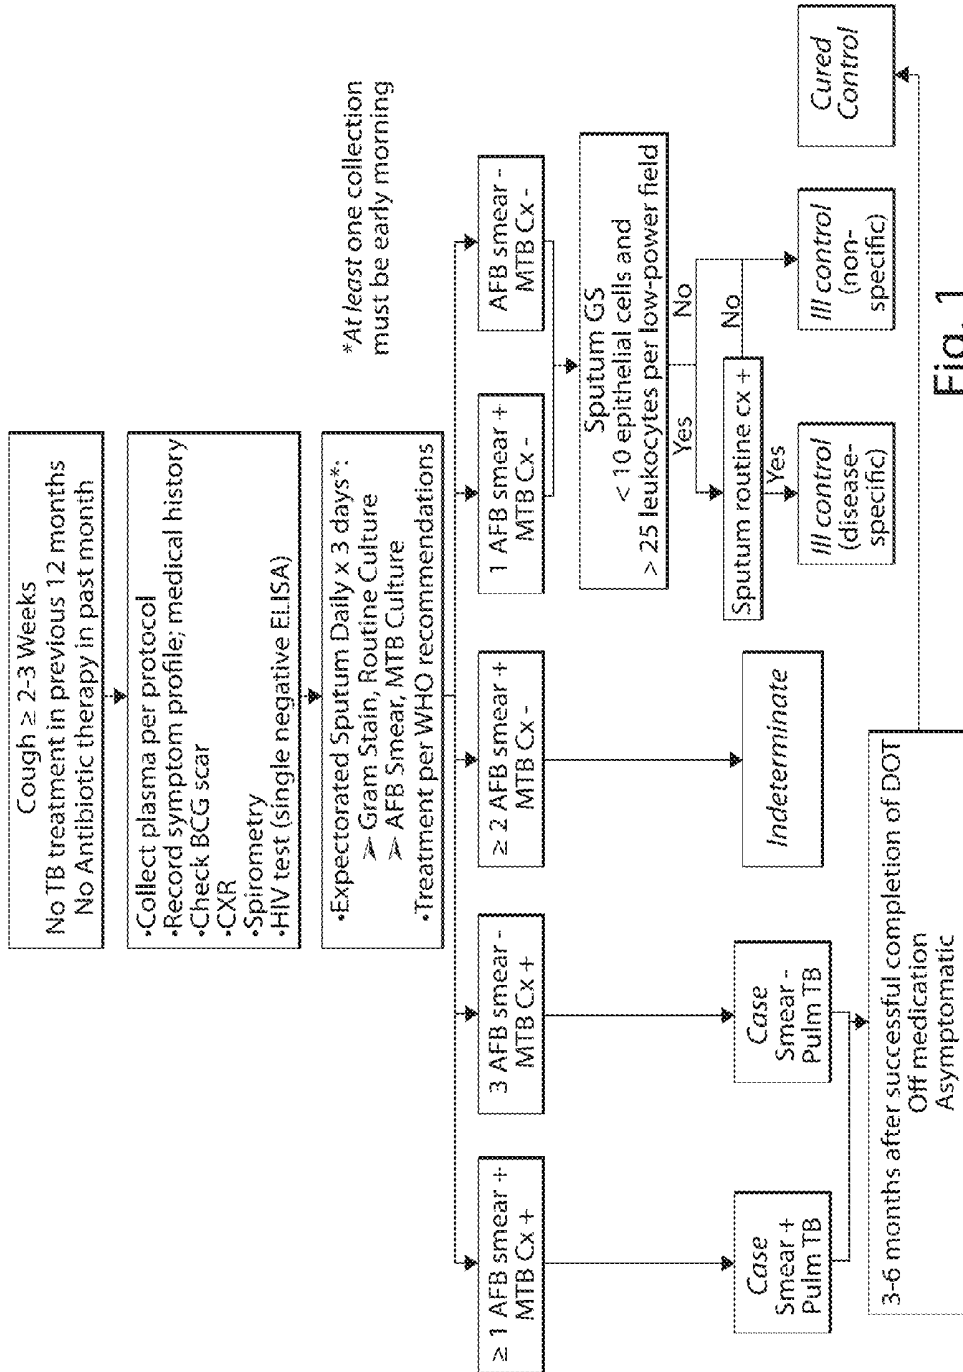 Cough ≥ 2-3 Weeks
No TB treatment in previous 12 months
No Antibiotic therapy in past month
•Collect plasma per protocol
•Record symptom profile; medical history
•Check BCG scar
•CXR
•Spirometry
•HIV test (single negative ELISA)
•Expectorated Sputum Daily x 3 days*:
➢ Gram Stain, Routine Culture
➢ AFB Smear, MTB Culture
•Treatment per WHO recommendations
*At least one collection
must be early morning
≥ 1 AFB smear +
MTB Cx +
3 AFB smear -
MTB Cx +
≥ 2 AFB smear +
MTB Cx -
1 AFB smear +
MTB Cx -
AFB smear -
MTB Cx -
Sputum GS
< 10 epithelial cells and
> 25 leukocytes per low-power field
Yes
No
Sputum routine cx +
No
Yes
Case
Smear +
Pulm TB
Case
Smear -
Pulm TB
Indeterminate
Ill control
(disease-
specific)
Ill control
(non-
specific)
Cured
Control
3-6 months after successful completion of DOT
Off medication
Asymptomatic
Fig. 1